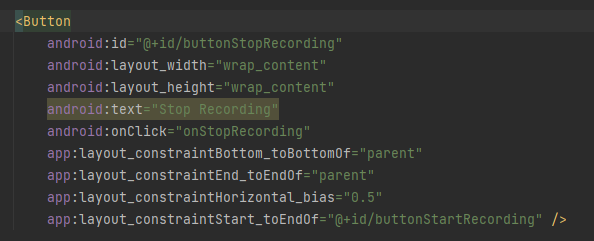 <Button
android:id="@+id/buttonStopRecording"
android:layout_width="wrap_content"
android:layout_height="wrap_content"
android:text="Stop Recording"
android:onClick="onStopRecording"
app:layout_constraintBottom_toBottomOf="parent"
app:layout_constraintEnd_toEndOf="parent"
app:layout_constraintHorizontal_bias="0.5"
app:layout_constraintStart_toEndOf="@+id/buttonStartRecording" />